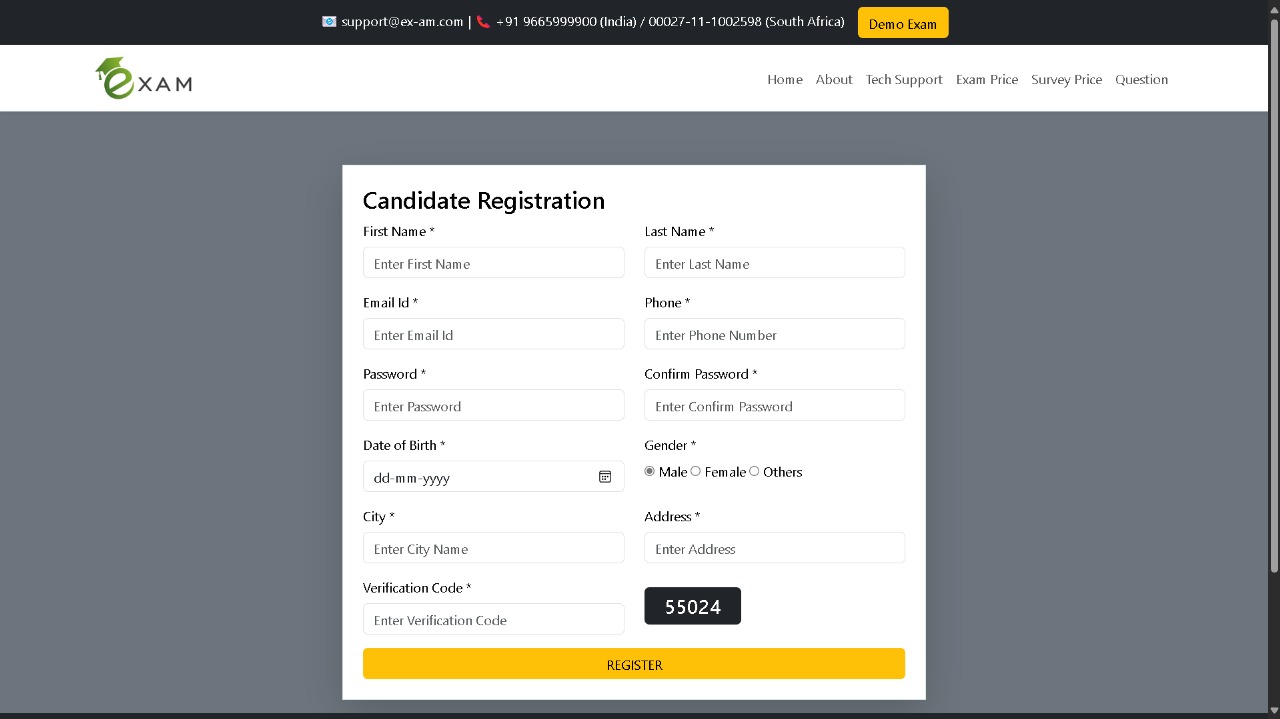 support@ex-am.com | +91 9665999900 (India) / 00027-11-1002598 (South Africa) Demo Exam
exam
Home About Tech Support Exam Price Survey Price Question
Candidate Registration
First Name * Last Name *
Enter First Name Enter Last Name
Email Id * Phone *
Enter Email Id Enter Phone Number
Password * Confirm Password *
Enter Password Enter Confirm Password
Date of Birth * Gender *
dd-mm-yyyy Male Female Others
City * Address *
Enter City Name Enter Address
Verification Code * 55024
Enter Verification Code
REGISTER